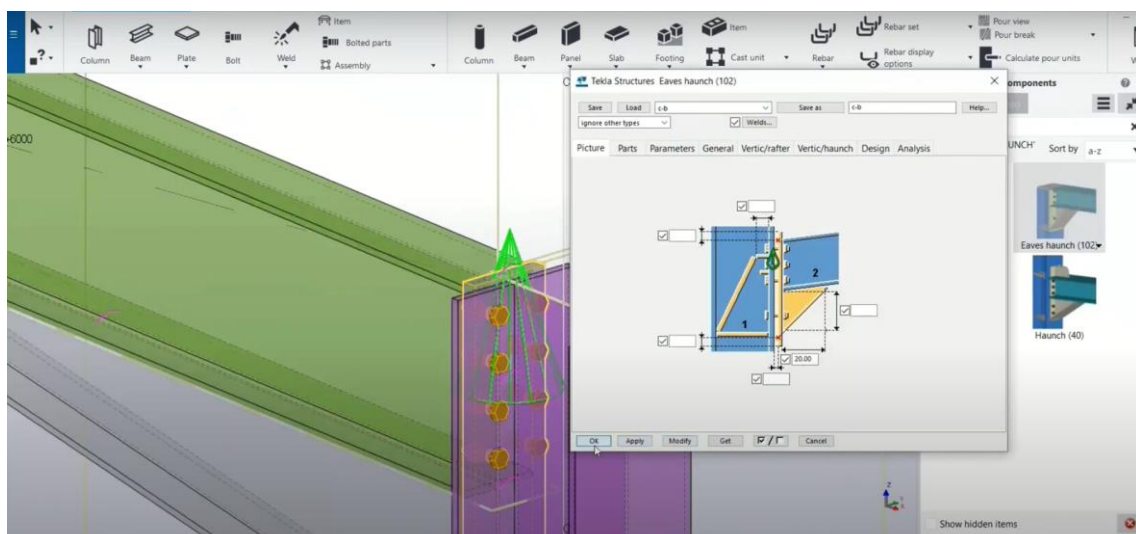 Item
Bolted parts
Assembly
Column
Beam
Plate
Bolt
Weld
Column
Beam
Panel
Slab
Footing
Item
Cast unit
Rebar
Rebar set
Rebar display options
Pour view
Pour break
Calculate pour units
+6000
Tekla Structures Eaves haunch (102)
Save
Load
c-b
Save as
c-b
Help...
ignore other types
Welds...
Picture
Parts
Parameters
General
Vertic/rafter
Vertic/haunch
Design
Analysis
1
2
20.00
OK
Apply
Modify
Get
Cancel
omponents
UNCH
Sort by
a-z
Eaves haunch (102)
Haunch (40)
Show hidden items